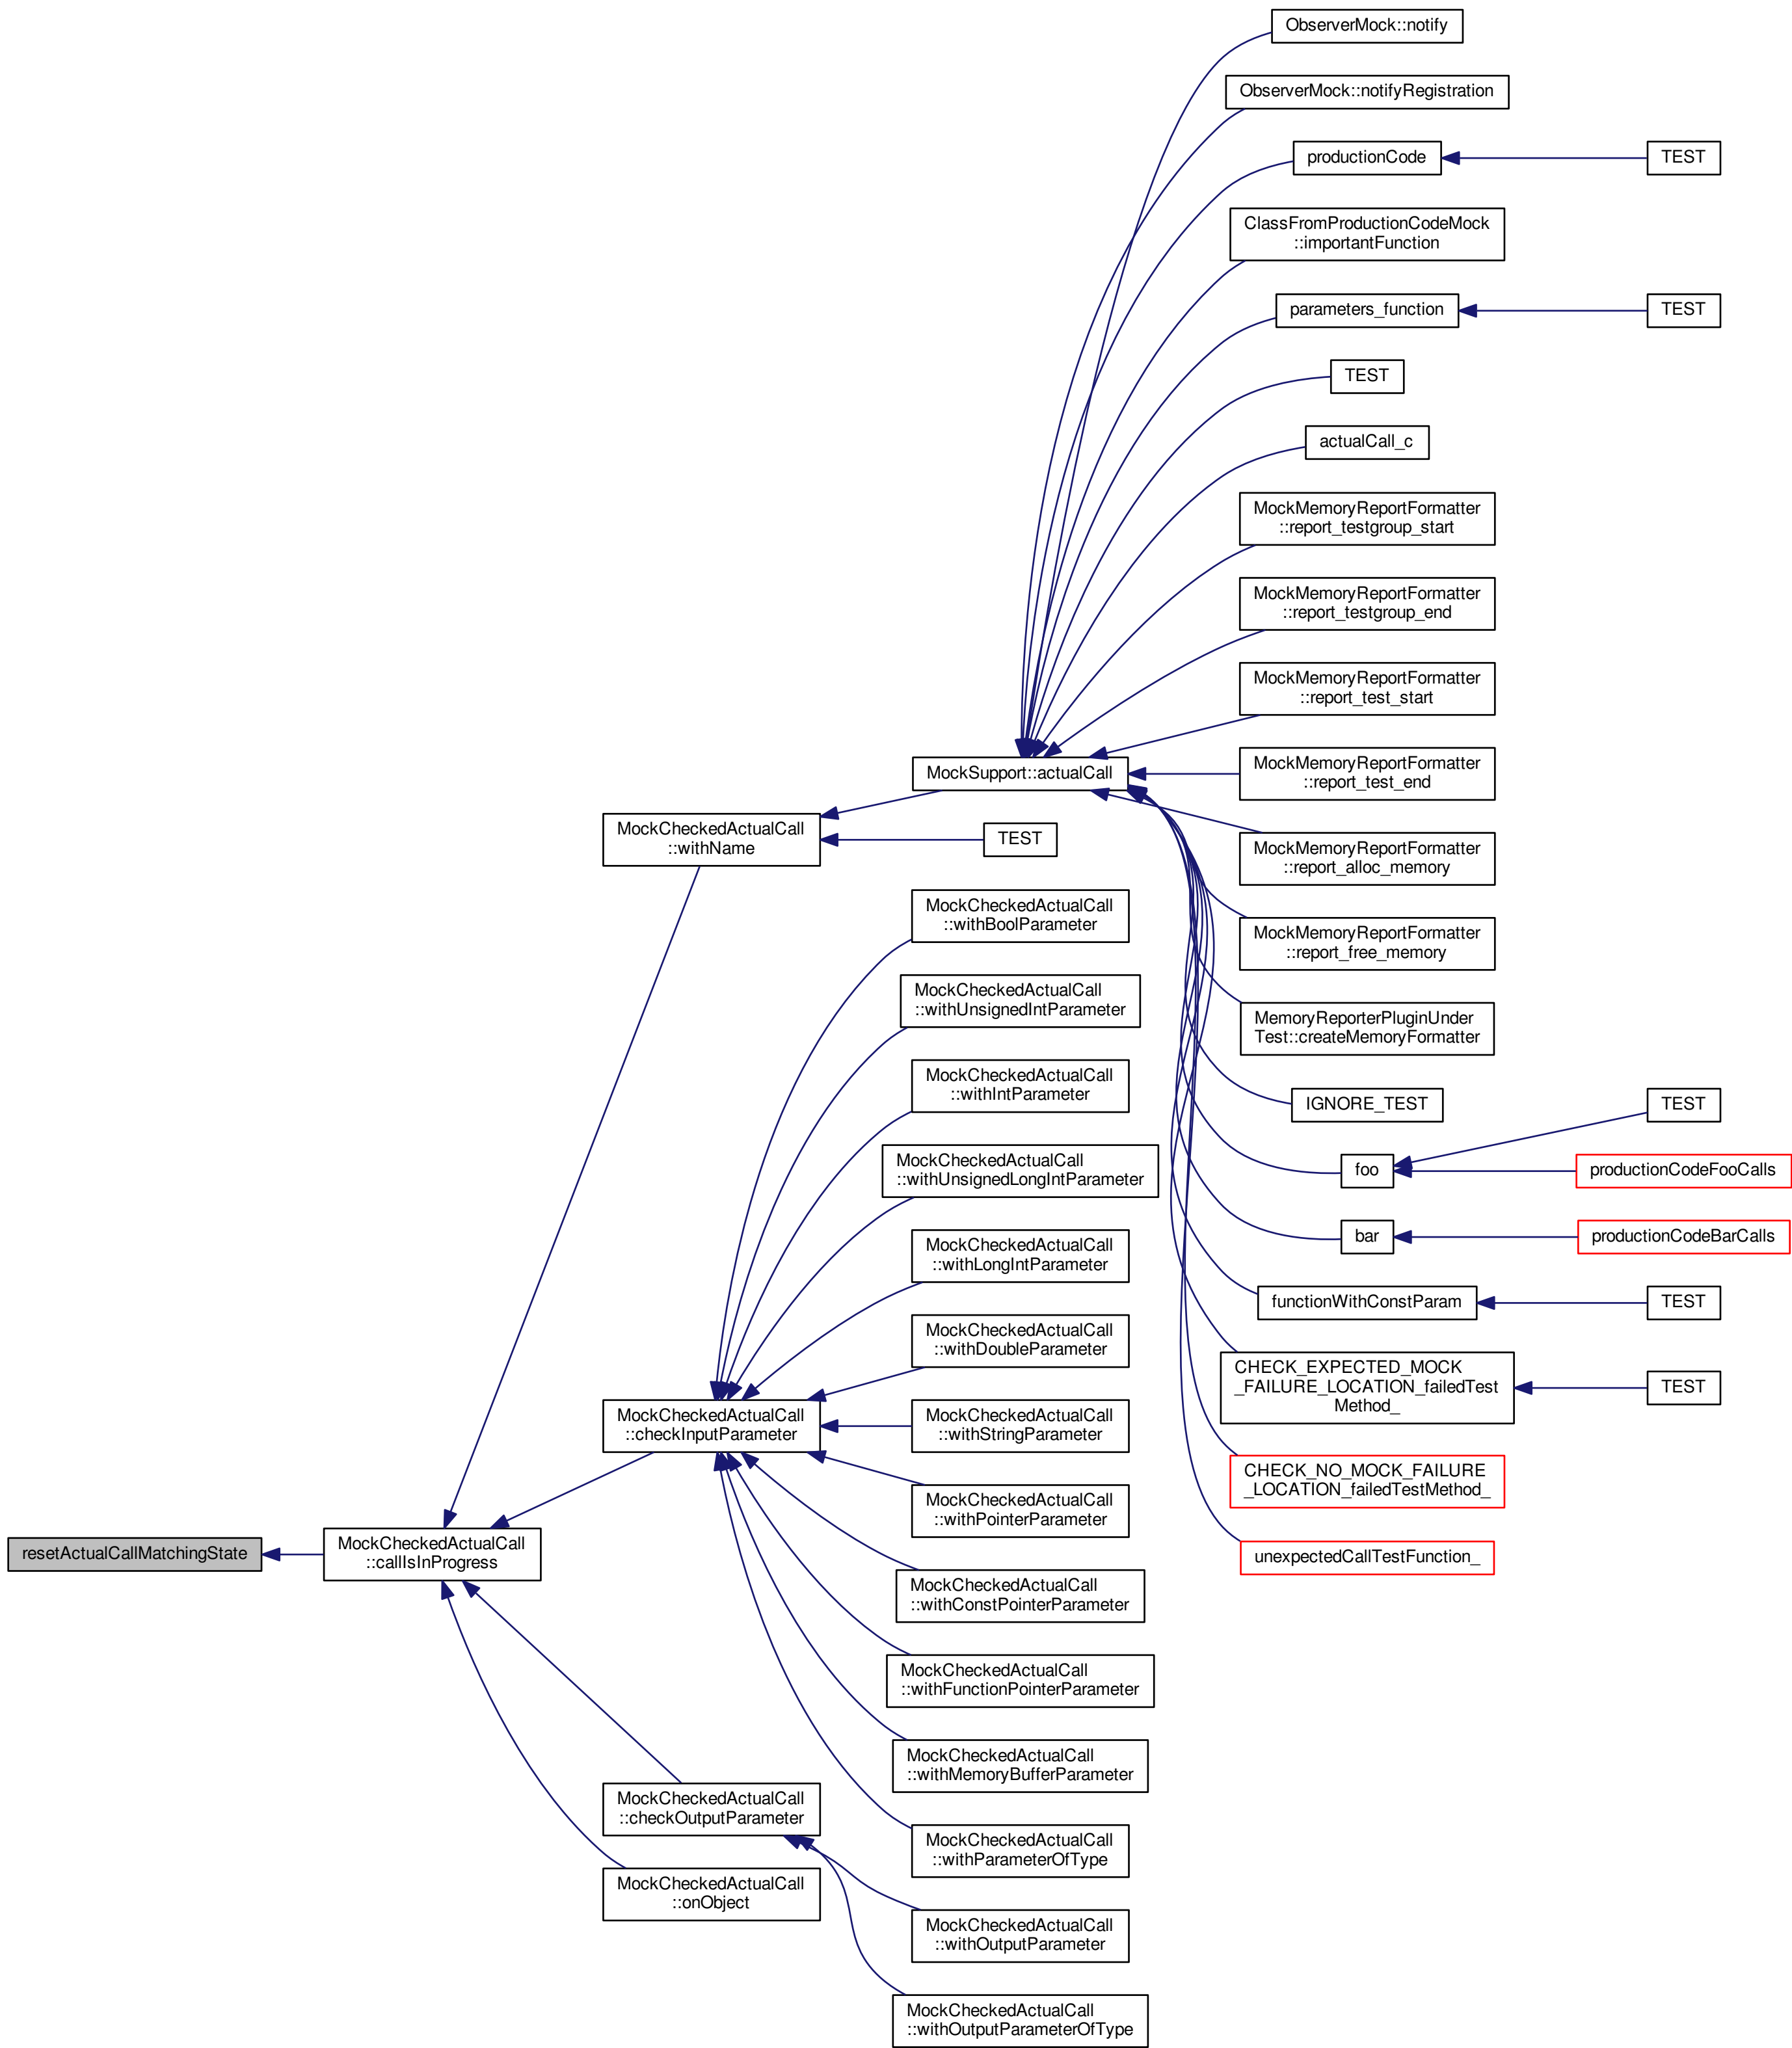 ObserverMock::notify
ObserverMock::notifyRegistration
productionCode
TEST
ClassFromProductionCodeMock
::importantFunction
parameters_function
TEST
TEST
actualCall_c
MockMemoryReportFormatter
::report_testgroup_start
MockMemoryReportFormatter
::report_testgroup_end
MockMemoryReportFormatter
::report_test_start
MockSupport::actualCall
MockMemoryReportFormatter
::report_test_end
MockCheckedActualCall
::withName
TEST
MockMemoryReportFormatter
::report_alloc_memory
MockCheckedActualCall
::withBoolParameter
MockMemoryReportFormatter
::report_free_memory
MockCheckedActualCall
::withUnsignedIntParameter
MemoryReporterPluginUnder
Test::createMemoryFormatter
MockCheckedActualCall
::withIntParameter
IGNORE_TEST
TEST
MockCheckedActualCall
::withUnsignedLongIntParameter
foo
productionCodeFooCalls
MockCheckedActualCall
::withLongIntParameter
bar
productionCodeBarCalls
functionWithConstParam
TEST
MockCheckedActualCall
::withDoubleParameter
CHECK_EXPECTED_MOCK
_FAILURE_LOCATION_failedTest
Method_
TEST
MockCheckedActualCall
::checkInputParameter
MockCheckedActualCall
::withStringParameter
CHECK_NO_MOCK_FAILURE
_LOCATION_failedTestMethod_
MockCheckedActualCall
::withPointerParameter
resetActualCallMatchingState
MockCheckedActualCall
::callIsInProgress
unexpectedCallTestFunction_
MockCheckedActualCall
::withConstPointerParameter
MockCheckedActualCall
::withFunctionPointerParameter
MockCheckedActualCall
::withMemoryBufferParameter
MockCheckedActualCall
::checkOutputParameter
MockCheckedActualCall
::withParameterOfType
MockCheckedActualCall
::onObject
MockCheckedActualCall
::withOutputParameter
MockCheckedActualCall
::withOutputParameterOfType